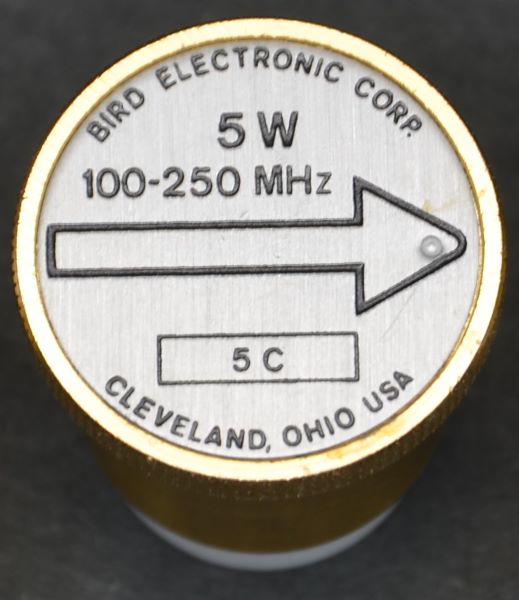 BIRD ELECTRONIC CORP.
5 W
100-250 MHz
5 C
CLEVELAND, OHIO USA